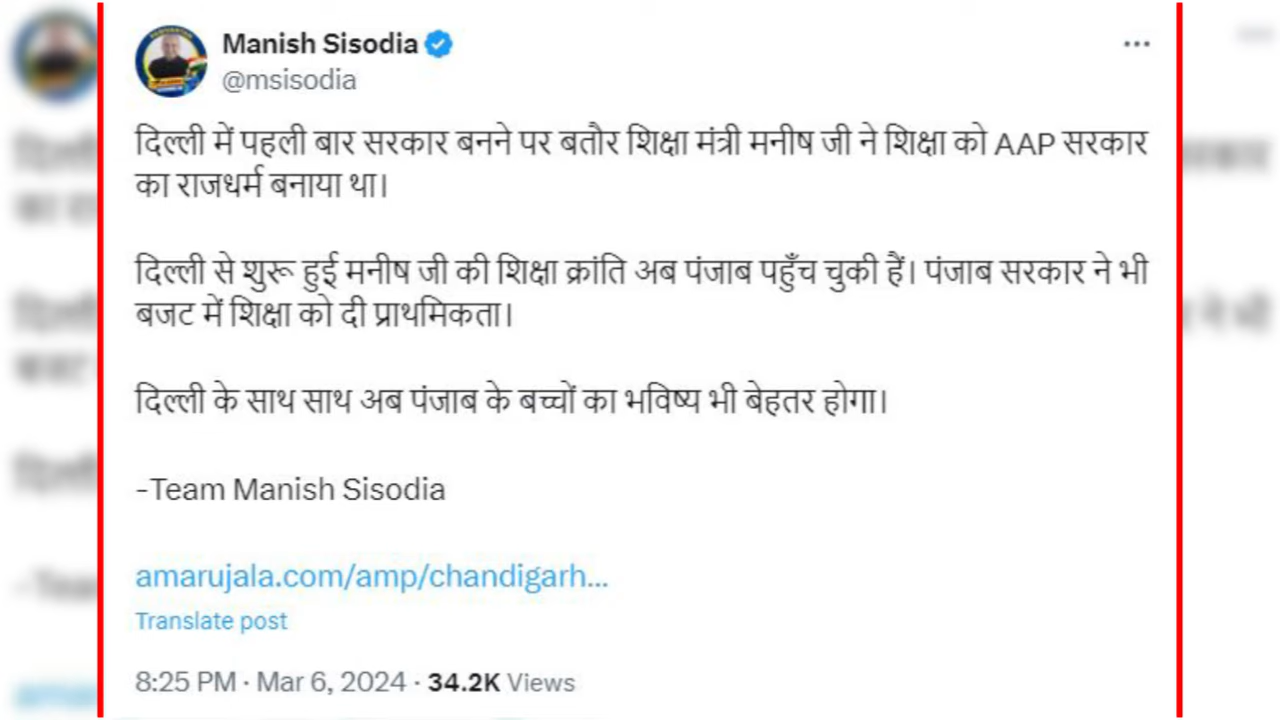 Manish Sisodia
@msisodia
दिल्ली में पहली बार सरकार बनने पर बतौर शिक्षा मंत्री मनीष जी ने शिक्षा को AAP सरकार
का राजधर्म बनाया था।
दिल्ली से शुरू हुई मनीष जी की शिक्षा क्रांति अब पंजाब पहुँच चुकी हैं। पंजाब सरकार ने भी
बजट में शिक्षा को दी प्राथमिकता।
दिल्ली के साथ साथ अब पंजाब के बच्चों का भविष्य भी बेहतर होगा।
-Team Manish Sisodia
amarujala.com/amp/chandigarh...
Translate post
8:25 PM · Mar 6, 2024 · 34.2K Views